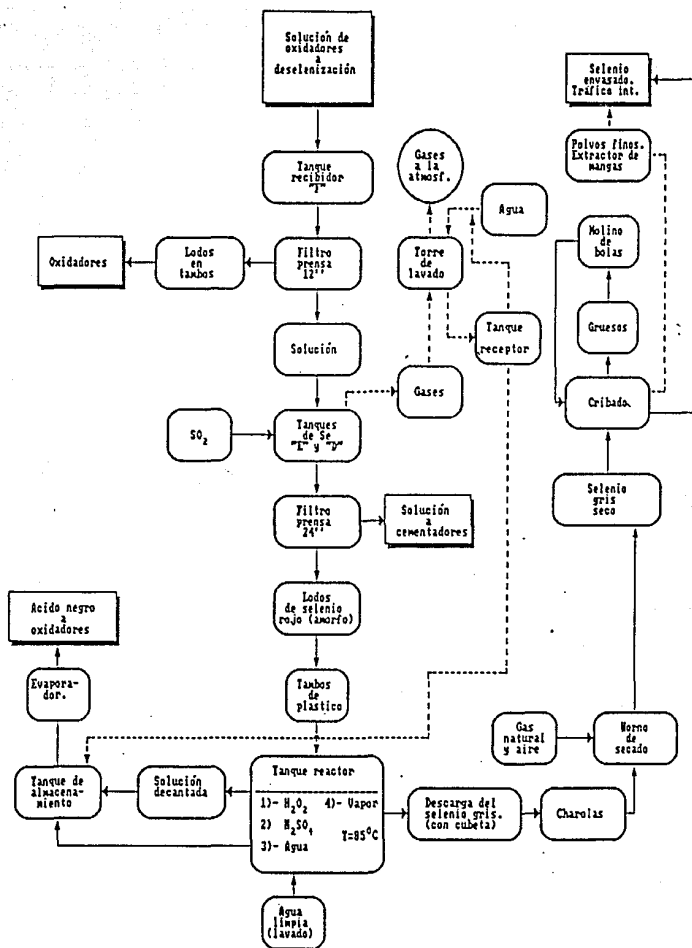 Solución de
oxidadores
a
deselenización
Selenio
envasado.
Tráfico int.
Tanque
recibidor
"I"
Gases
a la
atmosf.
Polvos finos.
Extractor de
mangas
Agua
Molino
de
bolas
Oxidadores
Lodos
en
tambos
Filtro
prensa
12''
Torre
de
lavado
Tanque
receptor
Gruesos
Solución
Gases
Cribado.
SO2
Tanques
de Se
"E" y "D"
Selenio
gris
seco
Filtro
prensa
24''
Solución
a
cementadores
Lodos
de selenio
rojo (amorfo)
Acido negro
a
oxidadores
Tambos
de
plastico
Evapora-
dor.
Gas
natural
y aire
Horno
de
secado
Tanque de
almacena-
miento
Solución
decantada
Tanque reactor
1)- H2O2 4)- Vapor
2) H2SO4
T=85°C
3)- Agua
Descarga del
selenio gris.
(con cubeta)
Charolas
Agua
limpia
(lavado)